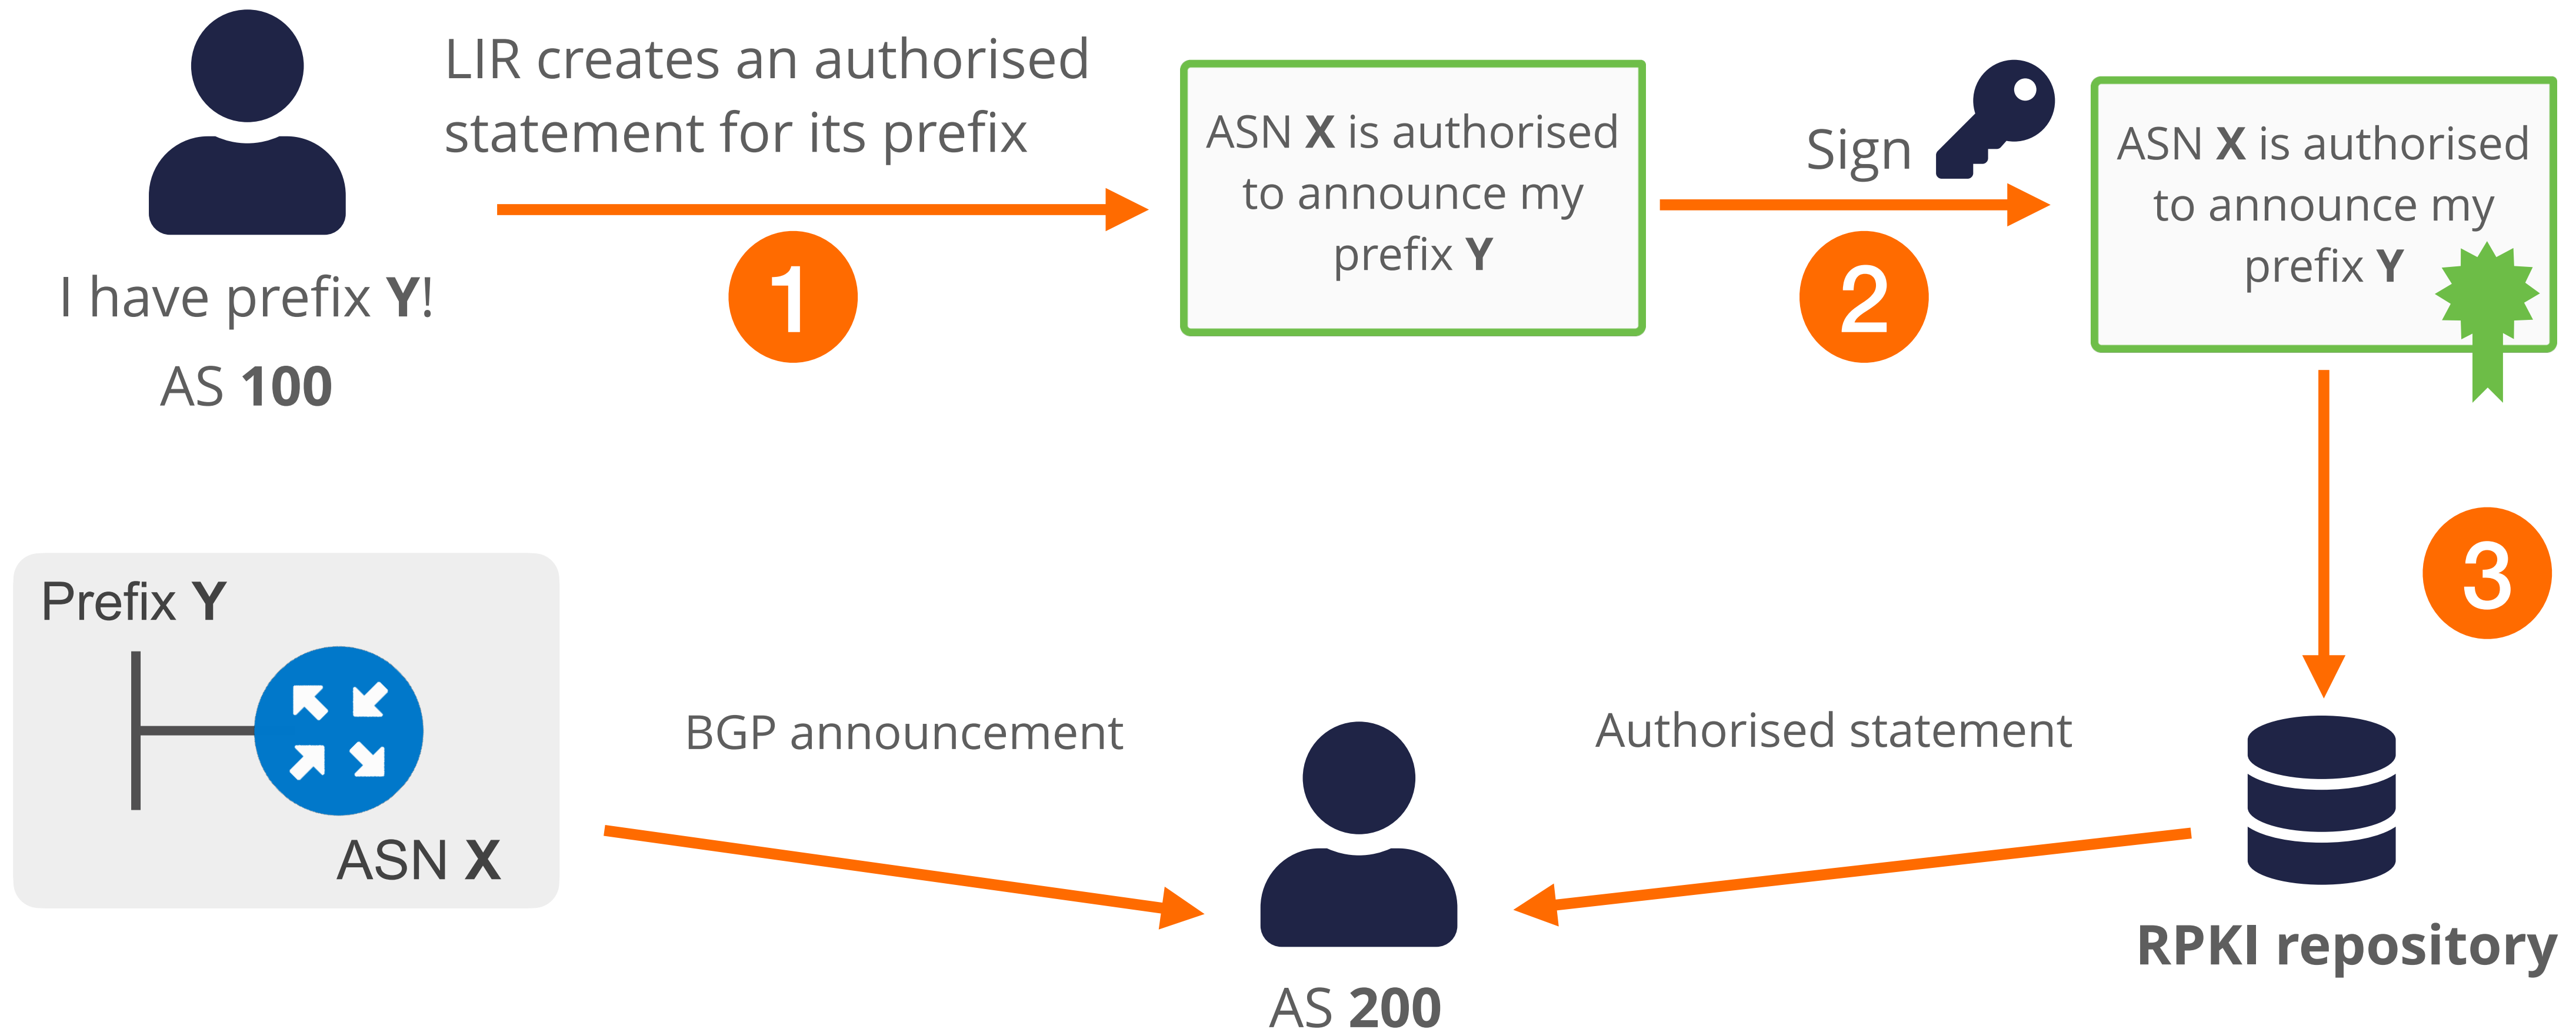 LIR creates an authorised
statement for its prefix
1
I have prefix Y!
AS 100
ASN X is authorised
to announce my
prefix Y
Sign
2
ASN X is authorised
to announce my
prefix Y
3
Prefix Y
ASN X
BGP announcement
Authorised statement
AS 200
RPKI repository